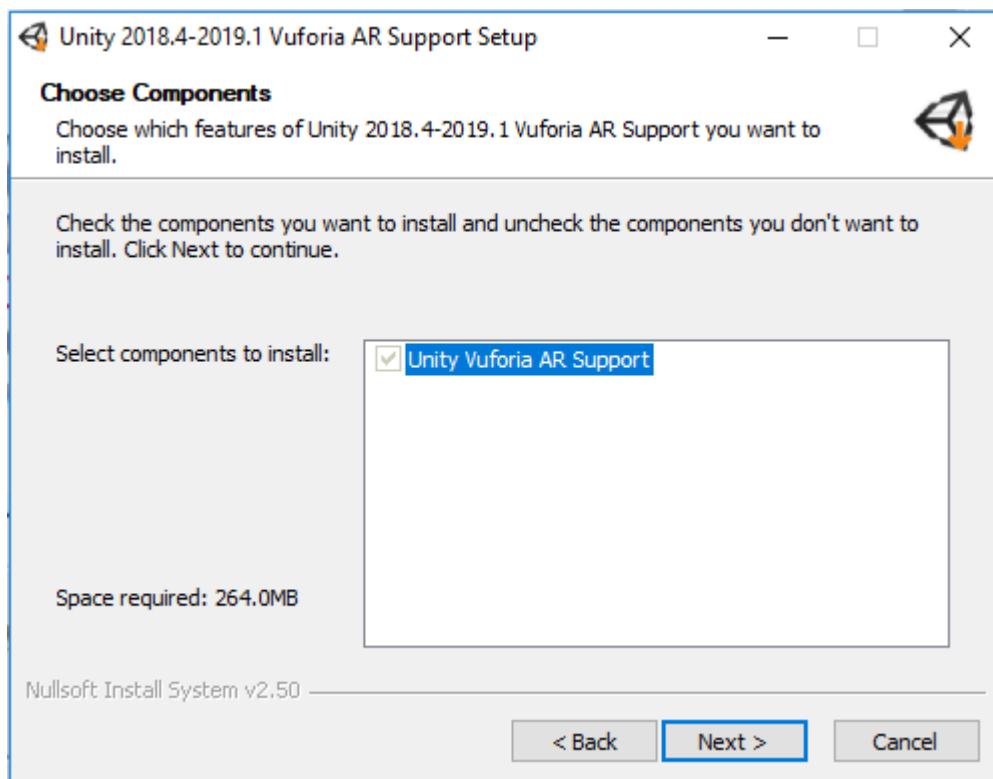 Unity 2018.4-2019.1 Vuforia AR Support Setup
Choose Components
Choose which features of Unity 2018.4-2019.1 Vuforia AR Support you want to
install.
Check the components you want to install and uncheck the components you don't want to
install. Click Next to continue.
Select components to install:
Unity Vuforia AR Support
Space required: 264.0MB
Nullsoft Install System v2.50
< Back
Next >
Cancel